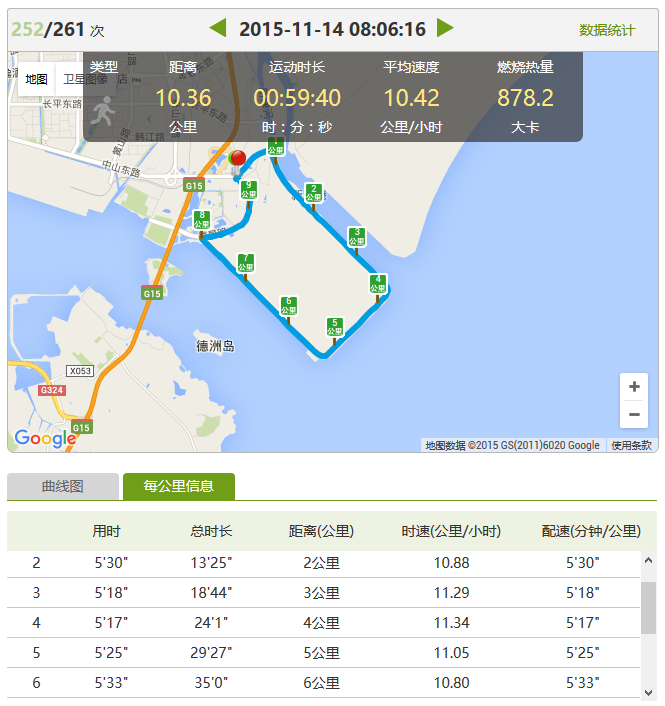 252/261 次 2015-11-14 08:06:16 数据统计
类型 距离 运动时长 平均速度 燃烧热量
地图 卫星图像
10.36 00:59:40 10.42 878.2
公里 时 : 分 : 秒 公里/小时 大卡
长平东路
黄山路
韩江路
中山东路
G15
1 公里
2 公里
3 公里
4 公里
5 公里
6 公里
7 公里
8 公里
9 公里
G15
德洲岛
X053
G324
G15
+
−
Google
地图数据 ©2015 GS(2011)6020 Google 使用条款
曲线图 每公里信息
用时 总时长 距离(公里) 时速(公里/小时) 配速(分钟/公里)
2 5'30" 13'25" 2公里 10.88 5'30"
3 5'18" 18'44" 3公里 11.29 5'18"
4 5'17" 24'1" 4公里 11.34 5'17"
5 5'25" 29'27" 5公里 11.05 5'25"
6 5'33" 35'0" 6公里 10.80 5'33"